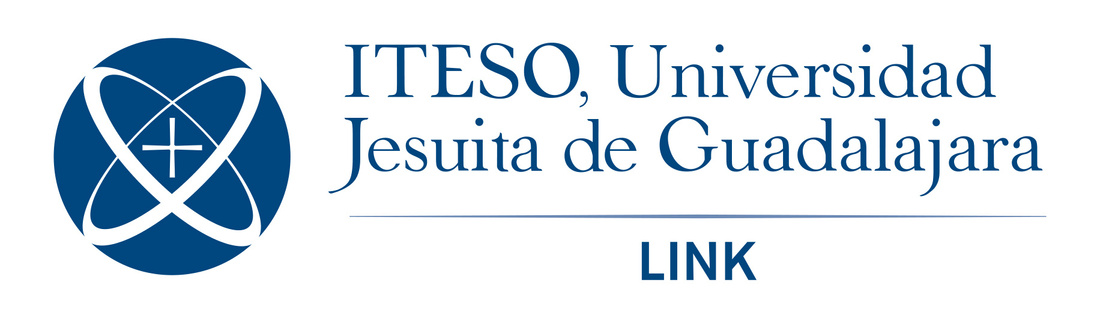 ITESO, Universidad
Jesuita de Guadalajara
LINK